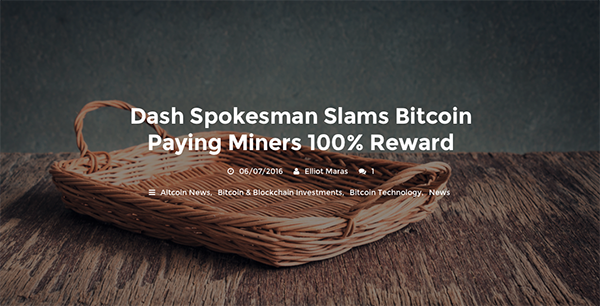 Dash Spokesman Slams Bitcoin
Paying Miners 100% Reward
06/07/2016 Elliot Maras 1
Altcoin News, Bitcoin & Blockchain Investments, Bitcoin Technology, News